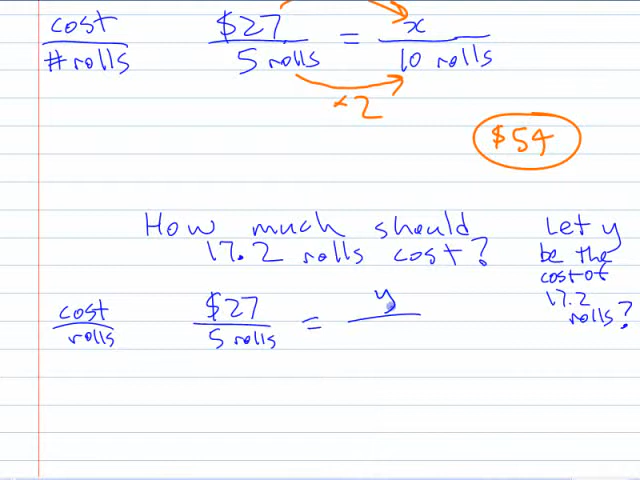 cost $27 = x
# rolls 5 rolls 10 rolls
×2
$54
How much should
17.2 rolls cost?
Let y
be the
cost of
17.2
rolls?
cost $27 = y
rolls 5 rolls